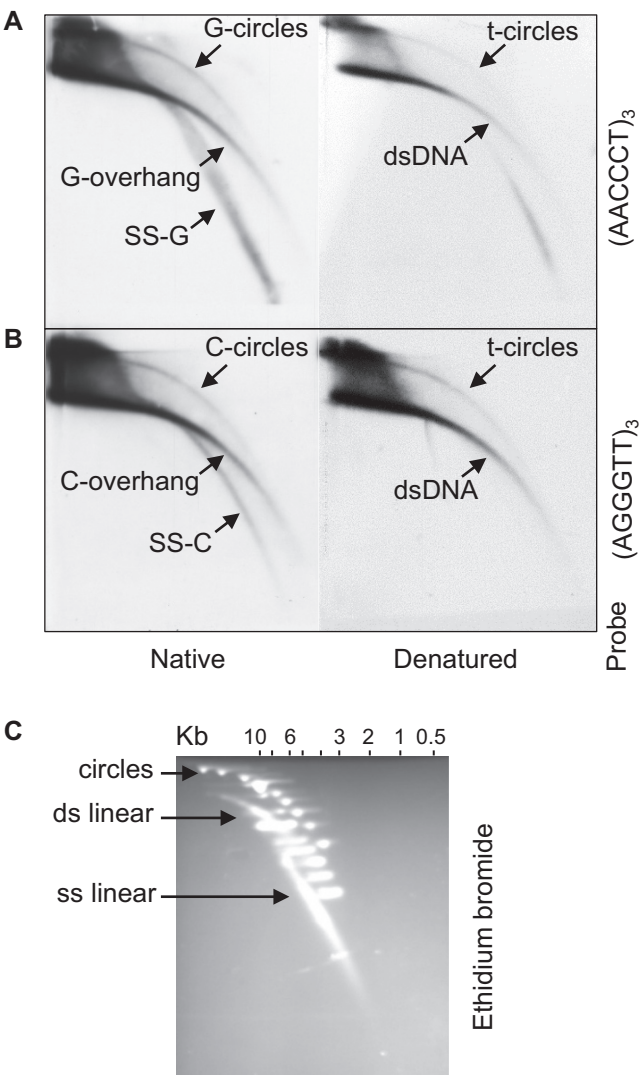 A
G-circles
t-circles
G-overhang
dsDNA
SS-G
(AACCCT)3
B
C-circles
t-circles
C-overhang
dsDNA
SS-C
(AGGGTT)3
Native
Denatured
Probe
C
Kb 10 6 3 2 1 0.5
circles
ds linear
ss linear
Ethidium bromide